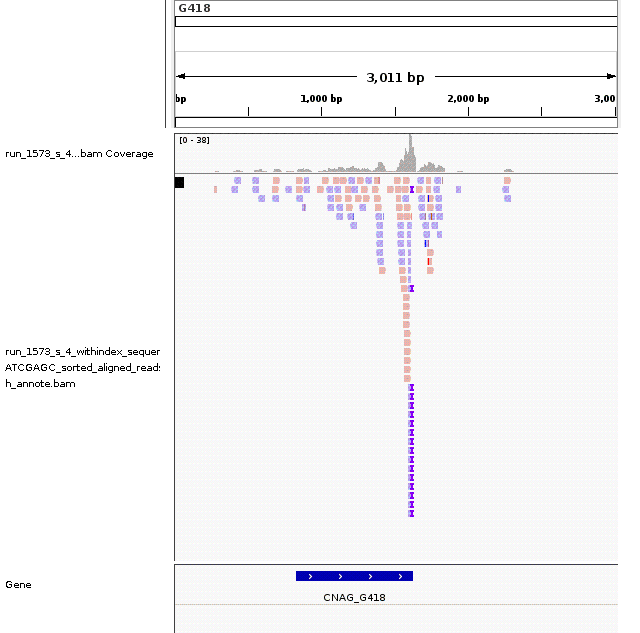 G418
3,011 bp
bp 1,000 bp 2,000 bp 3,00
run_1573_s_4...bam Coverage
[0 - 38]
run_1573_s_4_withindex_sequer
ATCGAGC_sorted_aligned_reads
h_annote.bam
Gene
CNAG_G418